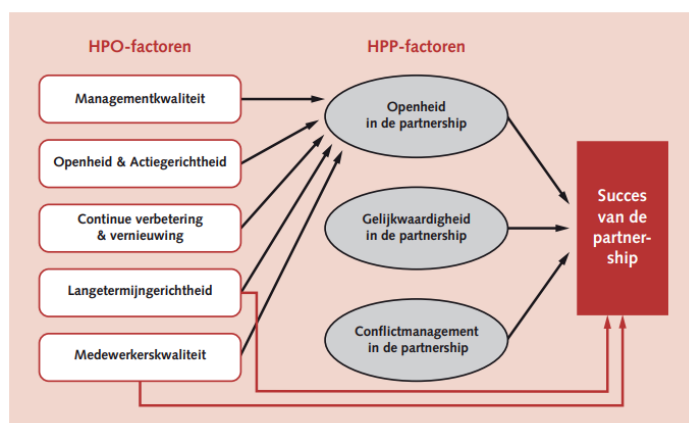 HPO-factoren
HPP-factoren
Managementkwaliteit
Openheid & Actiegerichtheid
Continue verbetering
& vernieuwing
Langetermijngerichtheid
Medewerkerskwaliteit
Openheid
in de partnership
Gelijkwaardigheid
in de partnership
Conflictmanagement
in de partnership
Succes
van de
partner-
ship